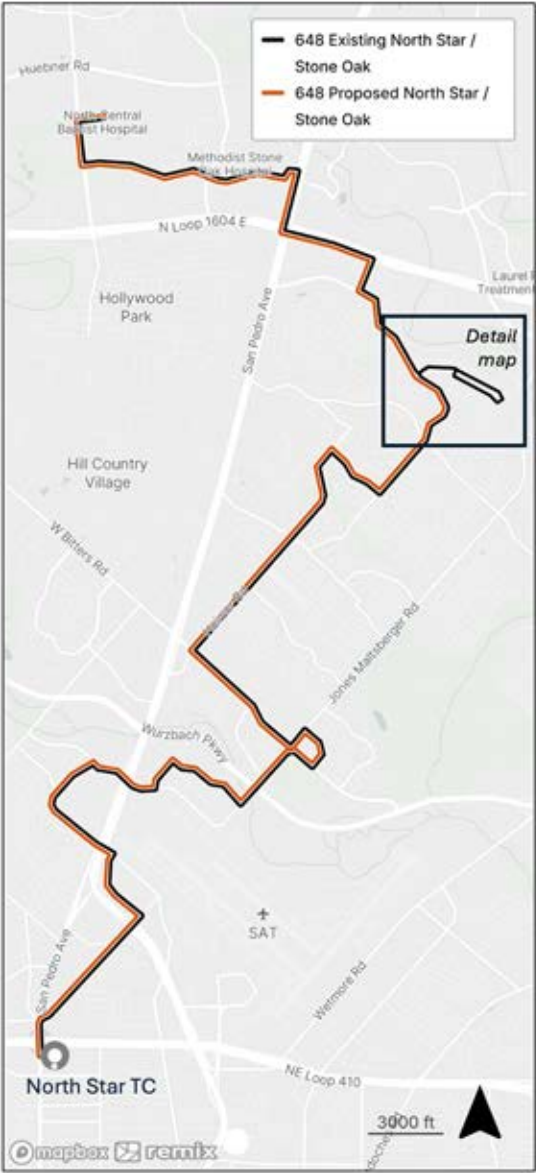 648 Existing North Star /
Stone Oak
648 Proposed North Star /
Stone Oak
Huebner Rd
North Central
Baptist Hospital
Methodist Stone
Oak Hospital
N Loop 1604 E
Laurel
Treatment
Hollywood
Park
San Pedro Ave
Detail
map
Hill Country
Village
W Bitters Rd
Jones Maltsberger Rd
Wurzbach Pkwy
SAT
San Pedro Ave
Wetmore Rd
North Star TC
NE Loop 410
3000 ft
mapbox remix